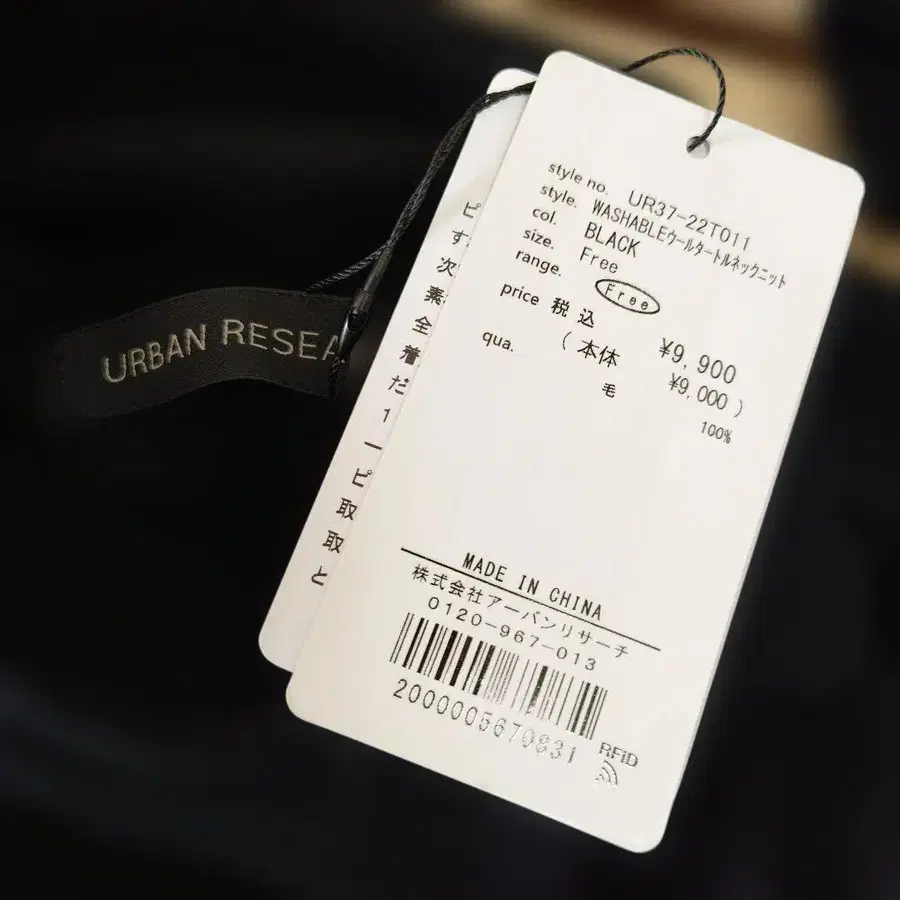 URBAN RESEA
ピ
す
次
素
全
着
だ
1
ー
ピ
取
取
と
style no. UR37-22T011
style. WASHABLEウールタートルネックニット
col. BLACK
size. Free
range. Free
price 税込 ¥9,900
(本体 ¥9,000)
qua. 毛 100%
MADE IN CHINA
株式会社アーバンリサーチ
0120-967-013
2000005670831
RFiD